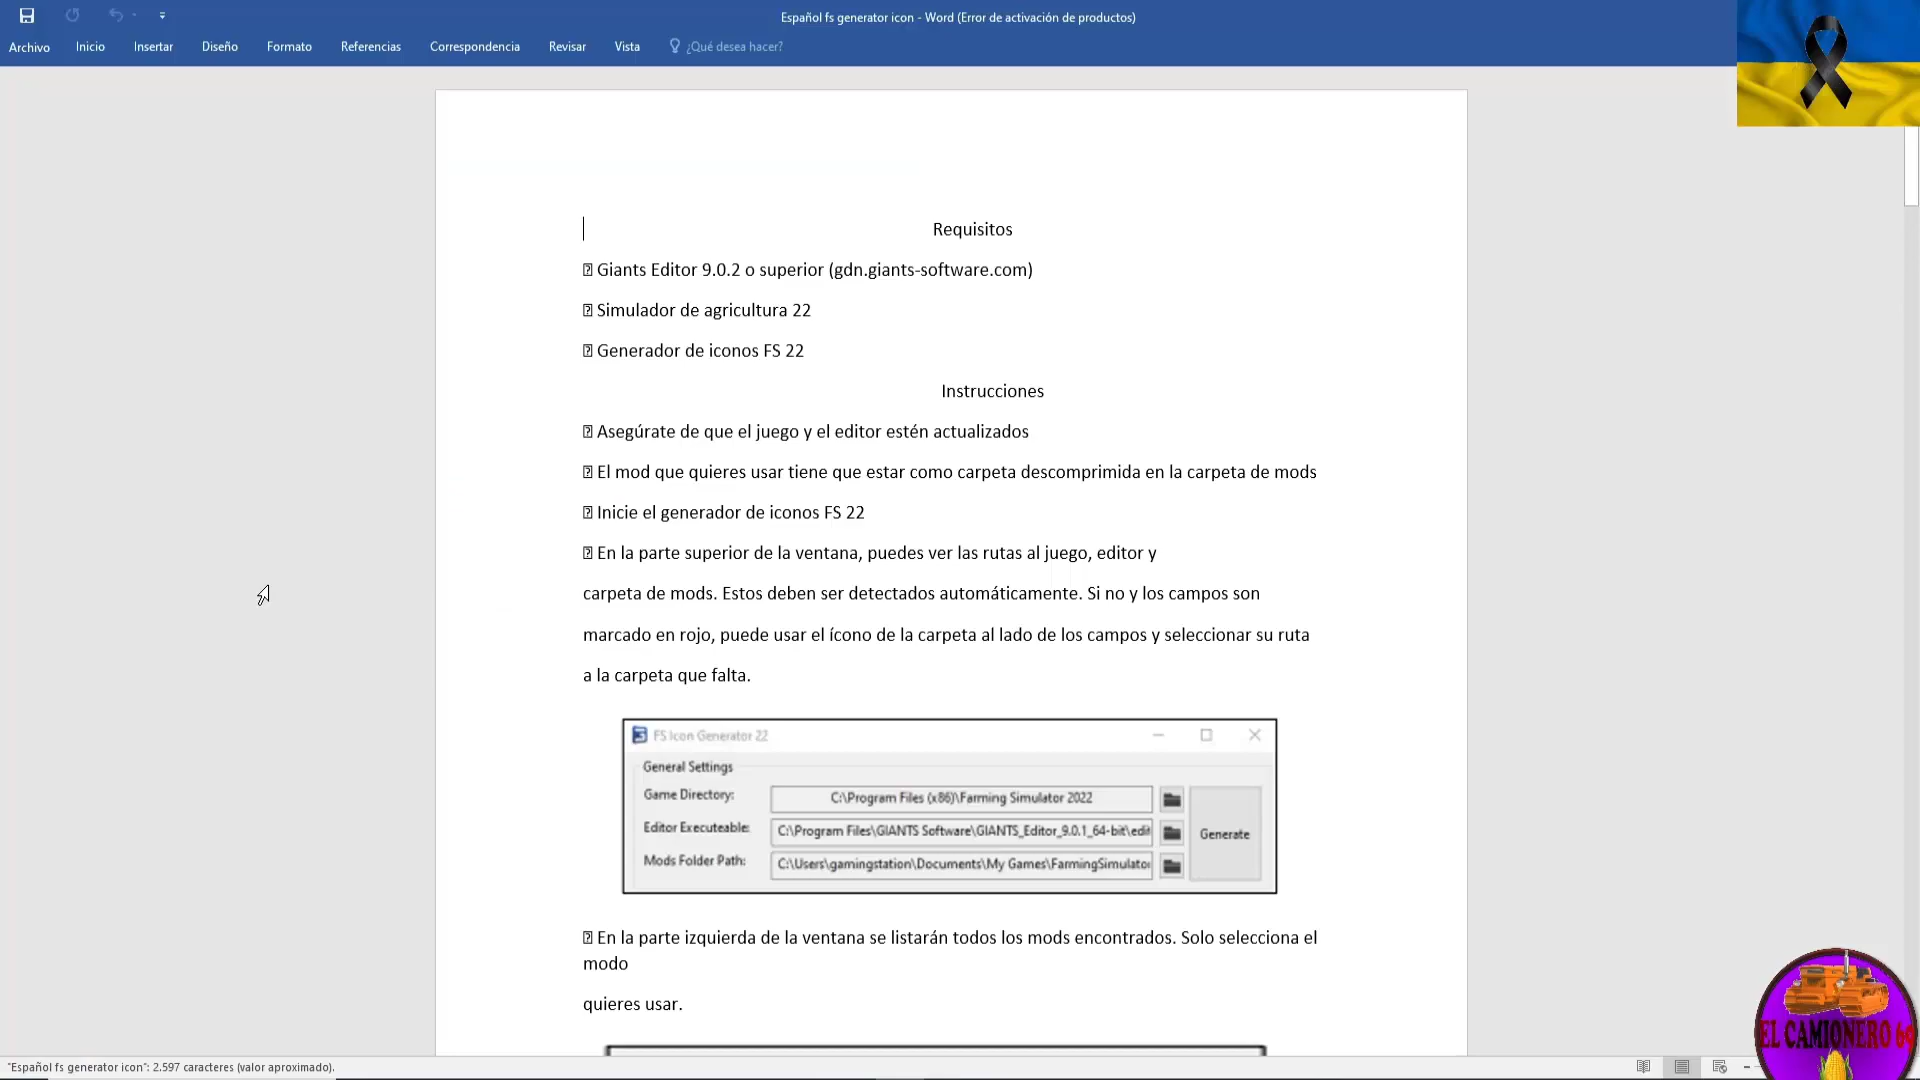 Español fs generator icon - Word (Error de activación de productos)
Archivo Inicio Insertar Diseño Formato Referencias Correspondencia Revisar Vista ¿Qué desea hacer?
Requisitos
Giants Editor 9.0.2 o superior (gdn.giants-software.com)
Simulador de agricultura 22
Generador de iconos FS 22
Instrucciones
Asegúrate de que el juego y el editor estén actualizados
El mod que quieres usar tiene que estar como carpeta descomprimida en la carpeta de mods
Inicie el generador de iconos FS 22
En la parte superior de la ventana, puedes ver las rutas al juego, editor y
carpeta de mods. Estos deben ser detectados automáticamente. Si no y los campos son
marcado en rojo, puede usar el ícono de la carpeta al lado de los campos y seleccionar su ruta
a la carpeta que falta.
FS Icon Generator 22
General Settings
Game Directory: C:\Program Files (x86)\Farming Simulator 2022
Editor Executeable: C:\Program Files\GIANTS Software\GIANTS_Editor_9.0.1_64-bit\edit
Generate
Mods Folder Path: C:\Users\gamingstation\Documents\My Games\FarmingSimulator
En la parte izquierda de la ventana se listarán todos los mods encontrados. Solo selecciona el
modo
quieres usar.
EL CAMIONERO 69
"Español fs generator icon": 2.597 caracteres (valor aproximado).